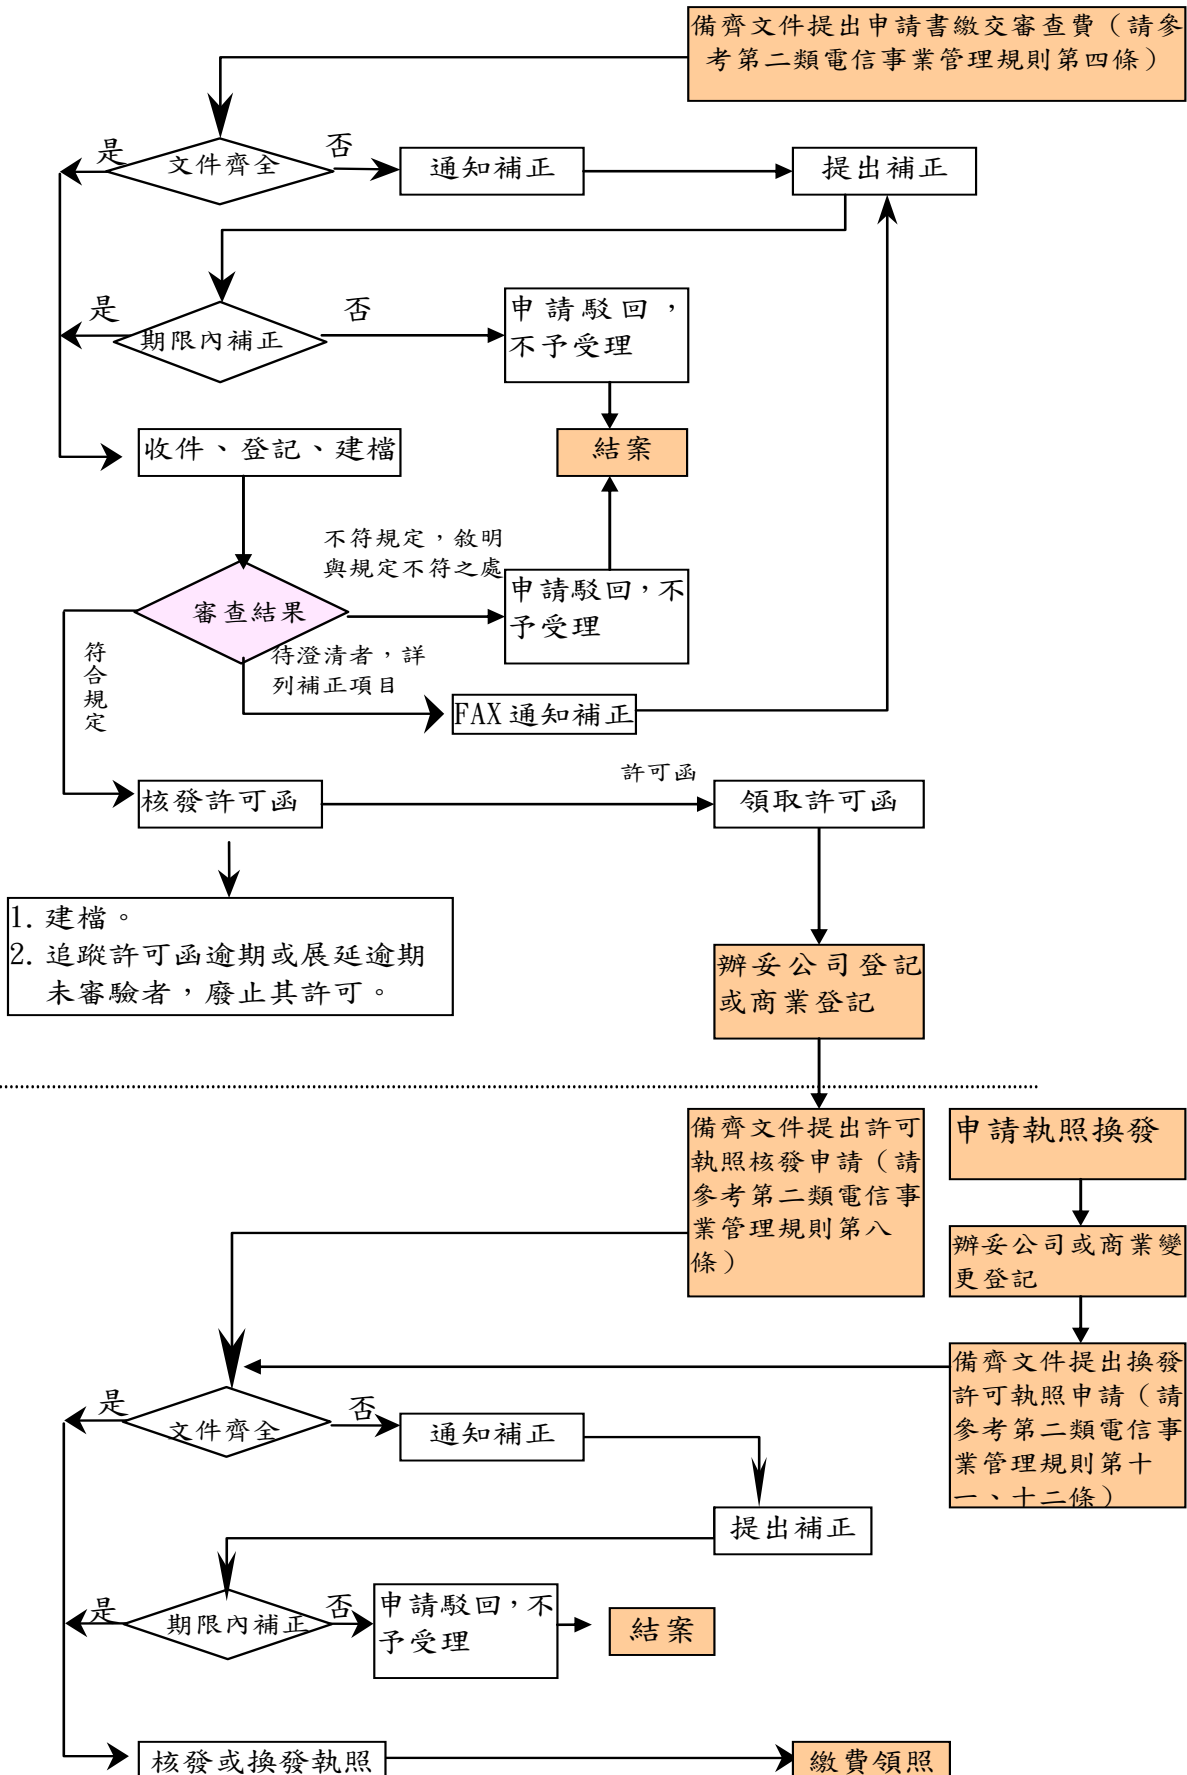 備齊文件提出申請書繳交審查費（請參
考第二類電信事業管理規則第四條）
是
文件齊全
否
通知補正
提出補正
是
期限內補正
否
申請駁回，
不予受理
收件、登記、建檔
結案
不符規定，敘明
與規定不符之處
審查結果
申請駁回，不
予受理
符合規定
待澄清者，詳
列補正項目
FAX 通知補正
核發許可函
許可函
領取許可函
1. 建檔。
2. 追蹤許可函逾期或展延逾期
未審驗者，廢止其許可。
辦妥公司登記
或商業登記
備齊文件提出許可
執照核發申請（請
參考第二類電信事
業管理規則第八
條）
申請執照換發
辦妥公司或商業變
更登記
備齊文件提出換發
許可執照申請（請
參考第二類電信事
業管理規則第十
一、十二條）
是
文件齊全
否
通知補正
提出補正
是
期限內補正
否
申請駁回，不
予受理
結案
核發或換發執照
繳費領照